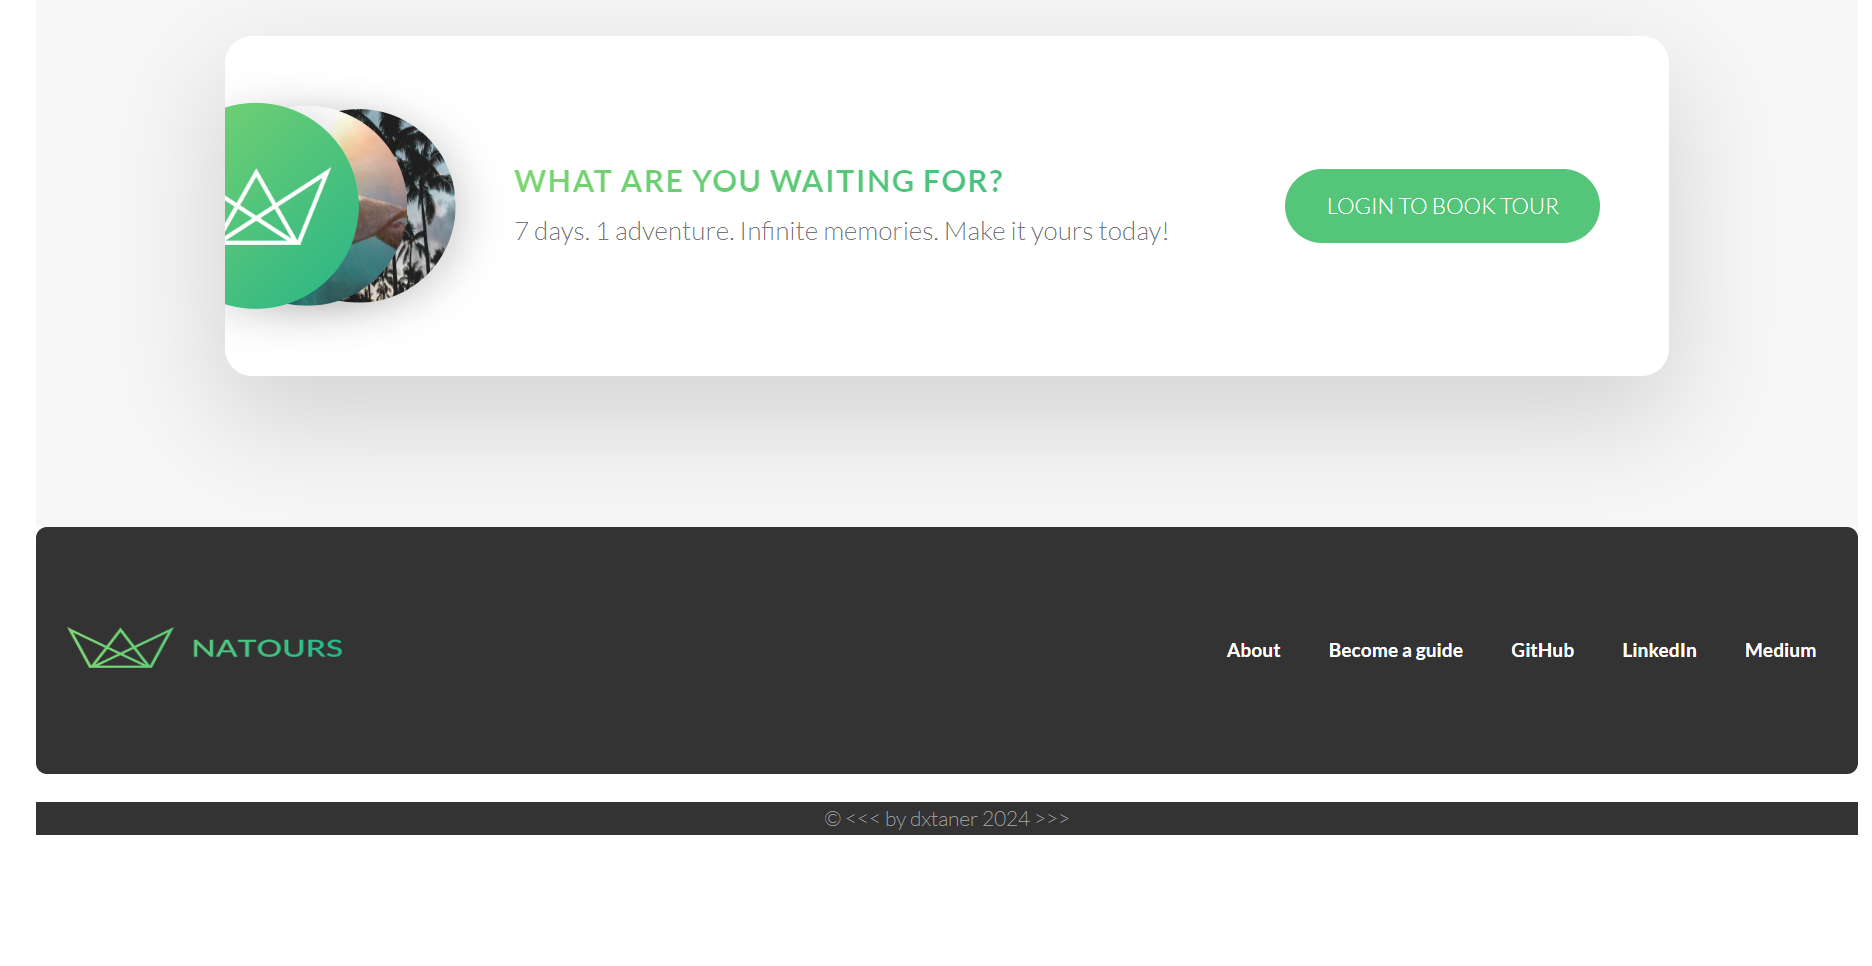 WHAT ARE YOU WAITING FOR?
7 days. 1 adventure. Infinite memories. Make it yours today!
LOGIN TO BOOK TOUR
NATOURS
About Become a guide GitHub LinkedIn Medium
© <<< by dxtaner 2024 >>>